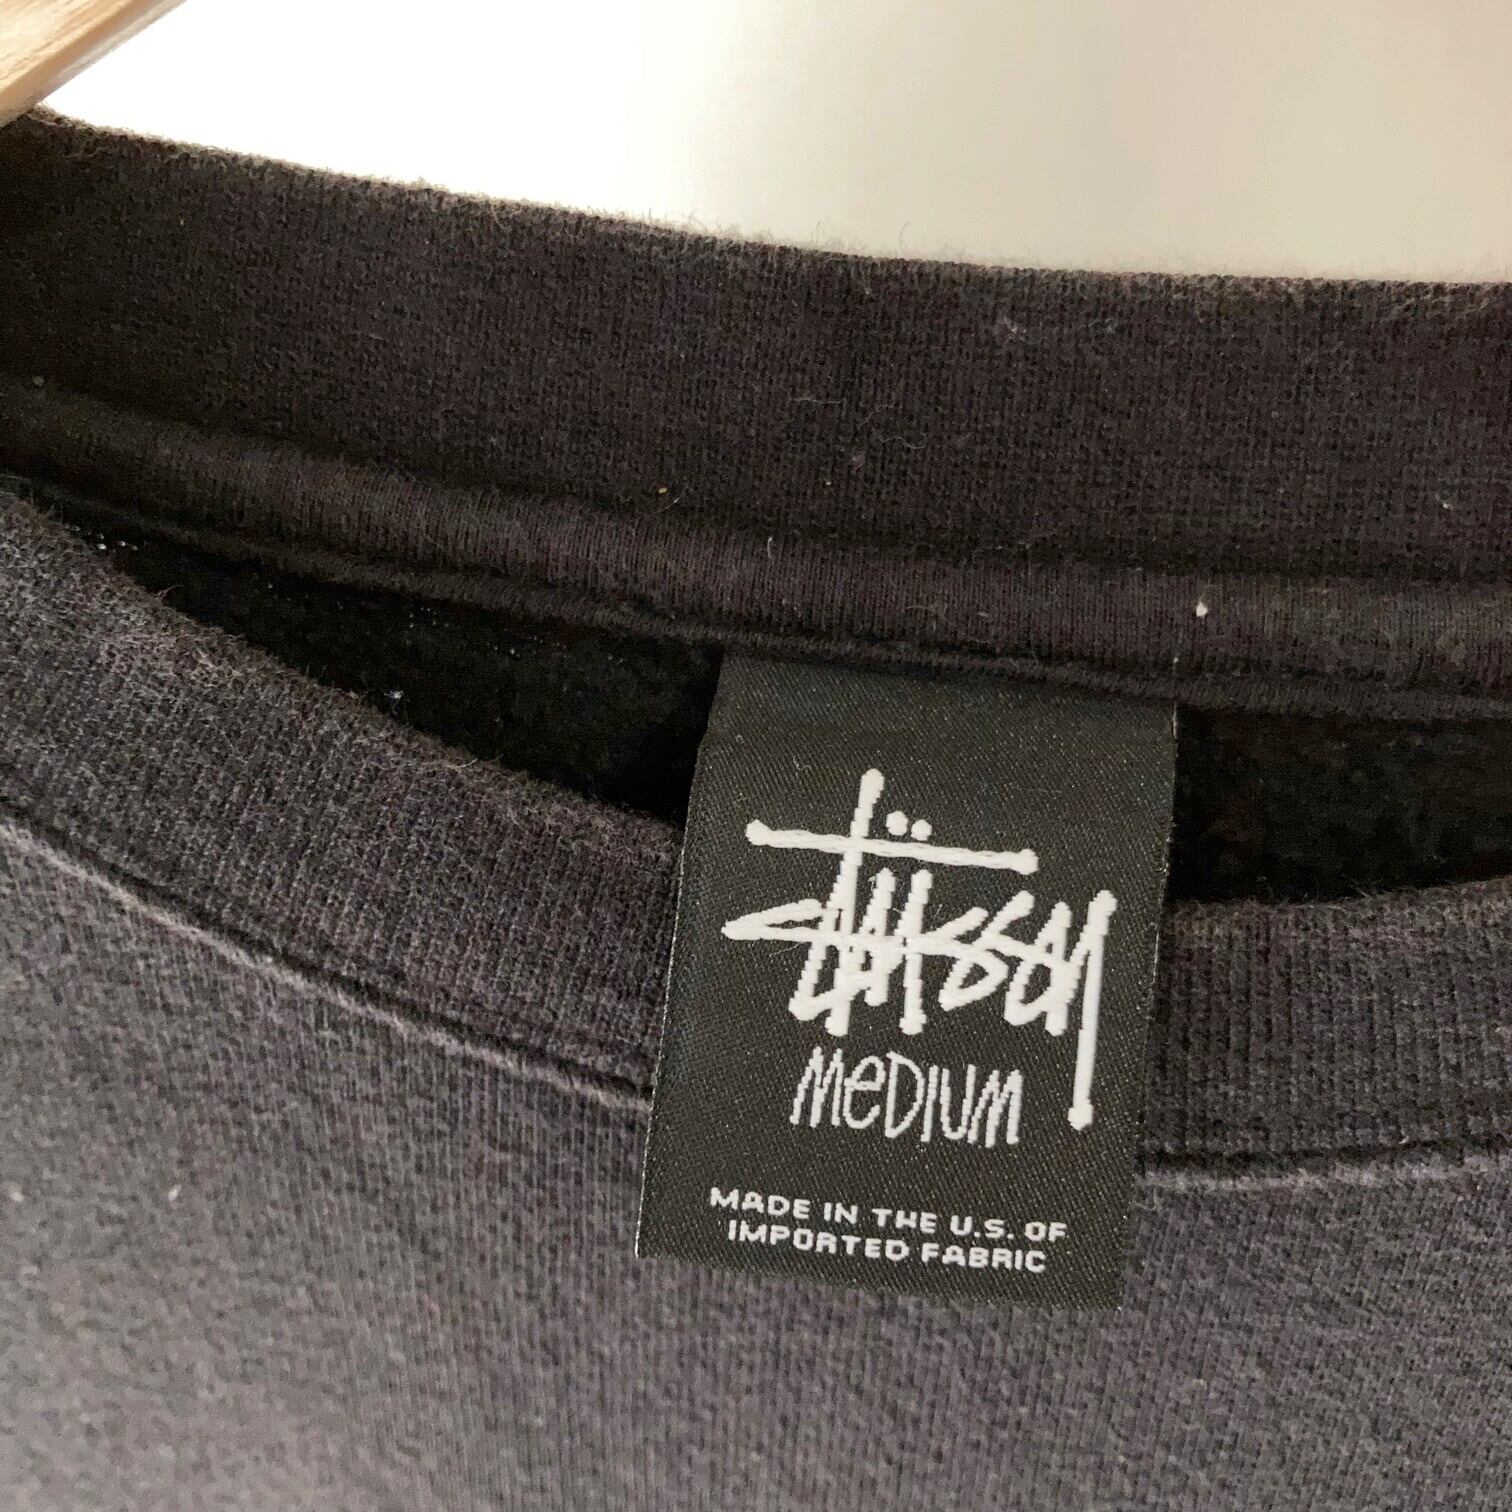 Stüssy
MeDIUM
MADE IN THE U.S. OF
IMPORTED FABRIC